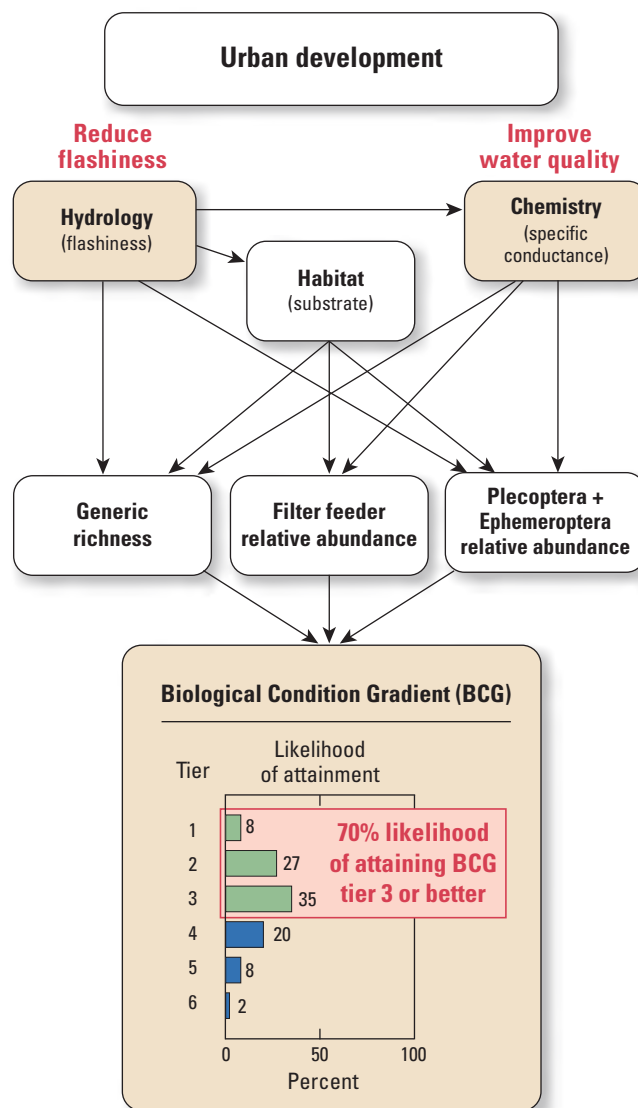 Urban development
Reduce
flashiness
Improve
water quality
Hydrology
(flashiness)
Chemistry
(specific
conductance)
Habitat
(substrate)
Generic
richness
Filter feeder
relative abundance
Plecoptera +
Ephemeroptera
relative abundance
Biological Condition Gradient (BCG)
Tier
Likelihood
of attainment
1
8
2
27
3
35
4
20
5
8
6
2
70% likelihood
of attaining BCG
tier 3 or better
0
50
100
Percent